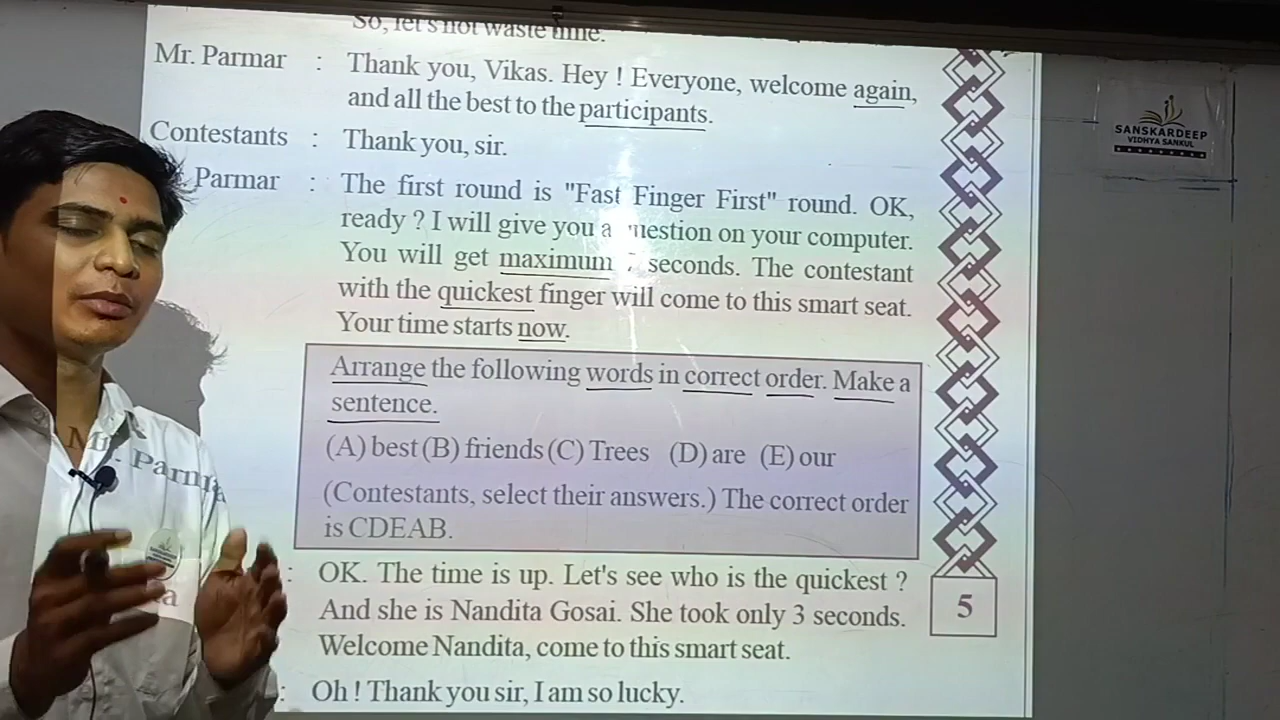 So, let's not waste time.
Mr. Parmar : Thank you, Vikas. Hey ! Everyone, welcome again,
and all the best to the participants.
Contestants : Thank you, sir.
Parmar : The first round is "Fast Finger First" round. OK,
ready ? I will give you a question on your computer.
You will get maximum 7 seconds. The contestant
with the quickest finger will come to this smart seat.
Your time starts now.
Arrange the following words in correct order. Make a
sentence.
(A) best (B) friends (C) Trees (D) are (E) our
(Contestants, select their answers.) The correct order
is CDEAB.
: OK. The time is up. Let's see who is the quickest ?
And she is Nandita Gosai. She took only 3 seconds.
Welcome Nandita, come to this smart seat.
: Oh ! Thank you sir, I am so lucky.
5
Mr. Parma
ta
SANSKARDEEP
VIDHYA SANKUL